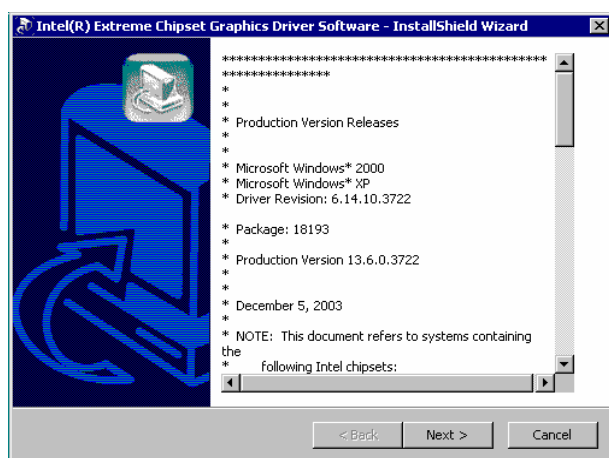 Intel(R) Extreme Chipset Graphics Driver Software - InstallShield Wizard
*********************************************
***************
*
*
* Production Version Releases
*
*
* Microsoft Windows* 2000
* Microsoft Windows* XP
* Driver Revision: 6.14.10.3722
* Package: 18193
*
* Production Version 13.6.0.3722
*
*
* December 5, 2003
*
* NOTE: This document refers to systems containing
the
* following Intel chipsets:
< Back
Next >
Cancel